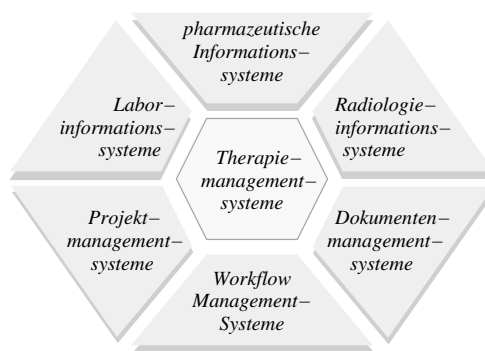 pharmazeutische
Informations–
systeme
Labor–
informations–
systeme
Radiologie–
informations–
systeme
Therapie–
management–
systeme
Projekt–
management–
systeme
Dokumenten–
management–
systeme
Workflow
Management–
Systeme